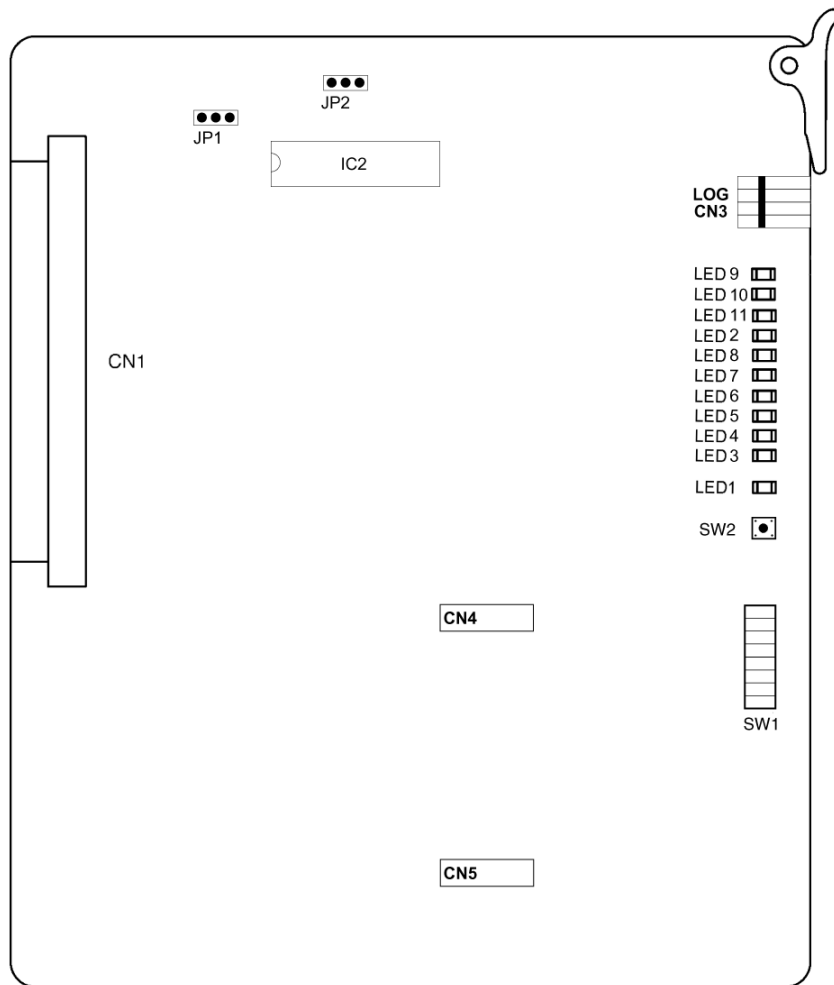 JP2
JP1
IC2
LOG
CN3
LED 9
LED 10
LED 11
LED 2
LED 8
CN1
LED 7
LED 6
LED 5
LED 4
LED 3
LED1
SW2
CN4
SW1
CN5